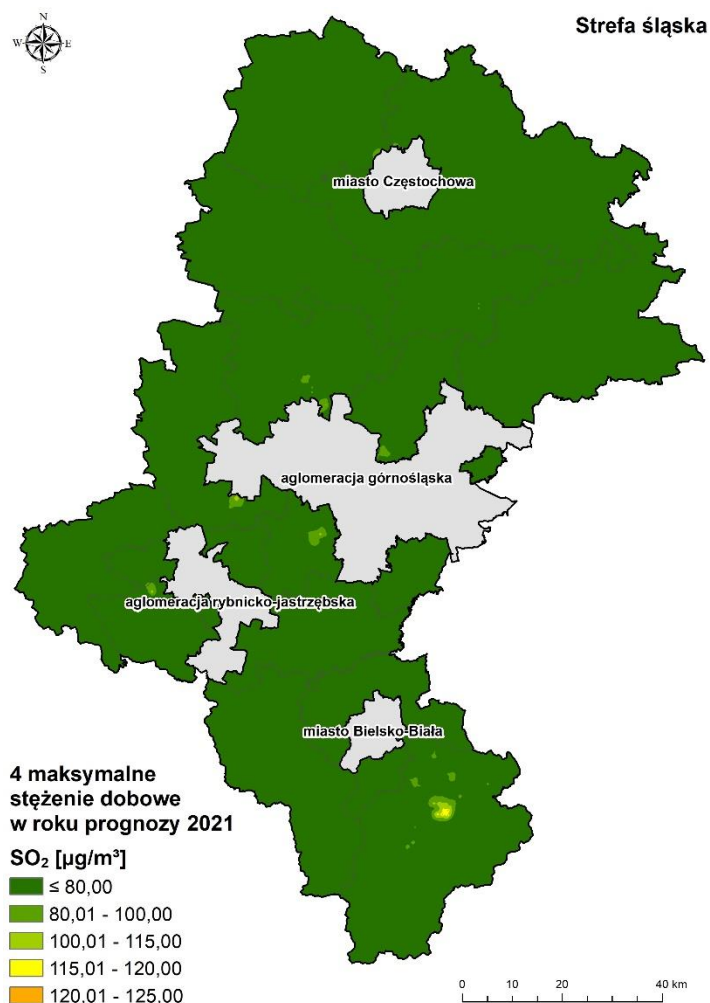 Strefa śląska
N
W
E
S
miasto Częstochowa
aglomeracja górnośląska
aglomeracja rybnicko-jastrzębska
miasto Bielsko-Biała
4 maksymalne
stężenie dobowe
w roku prognozy 2021
SO₂ [µg/m³]
≤ 80,00
80,01 - 100,00
100,01 - 115,00
115,01 - 120,00
120,01 - 125,00
0 10 20 40 km